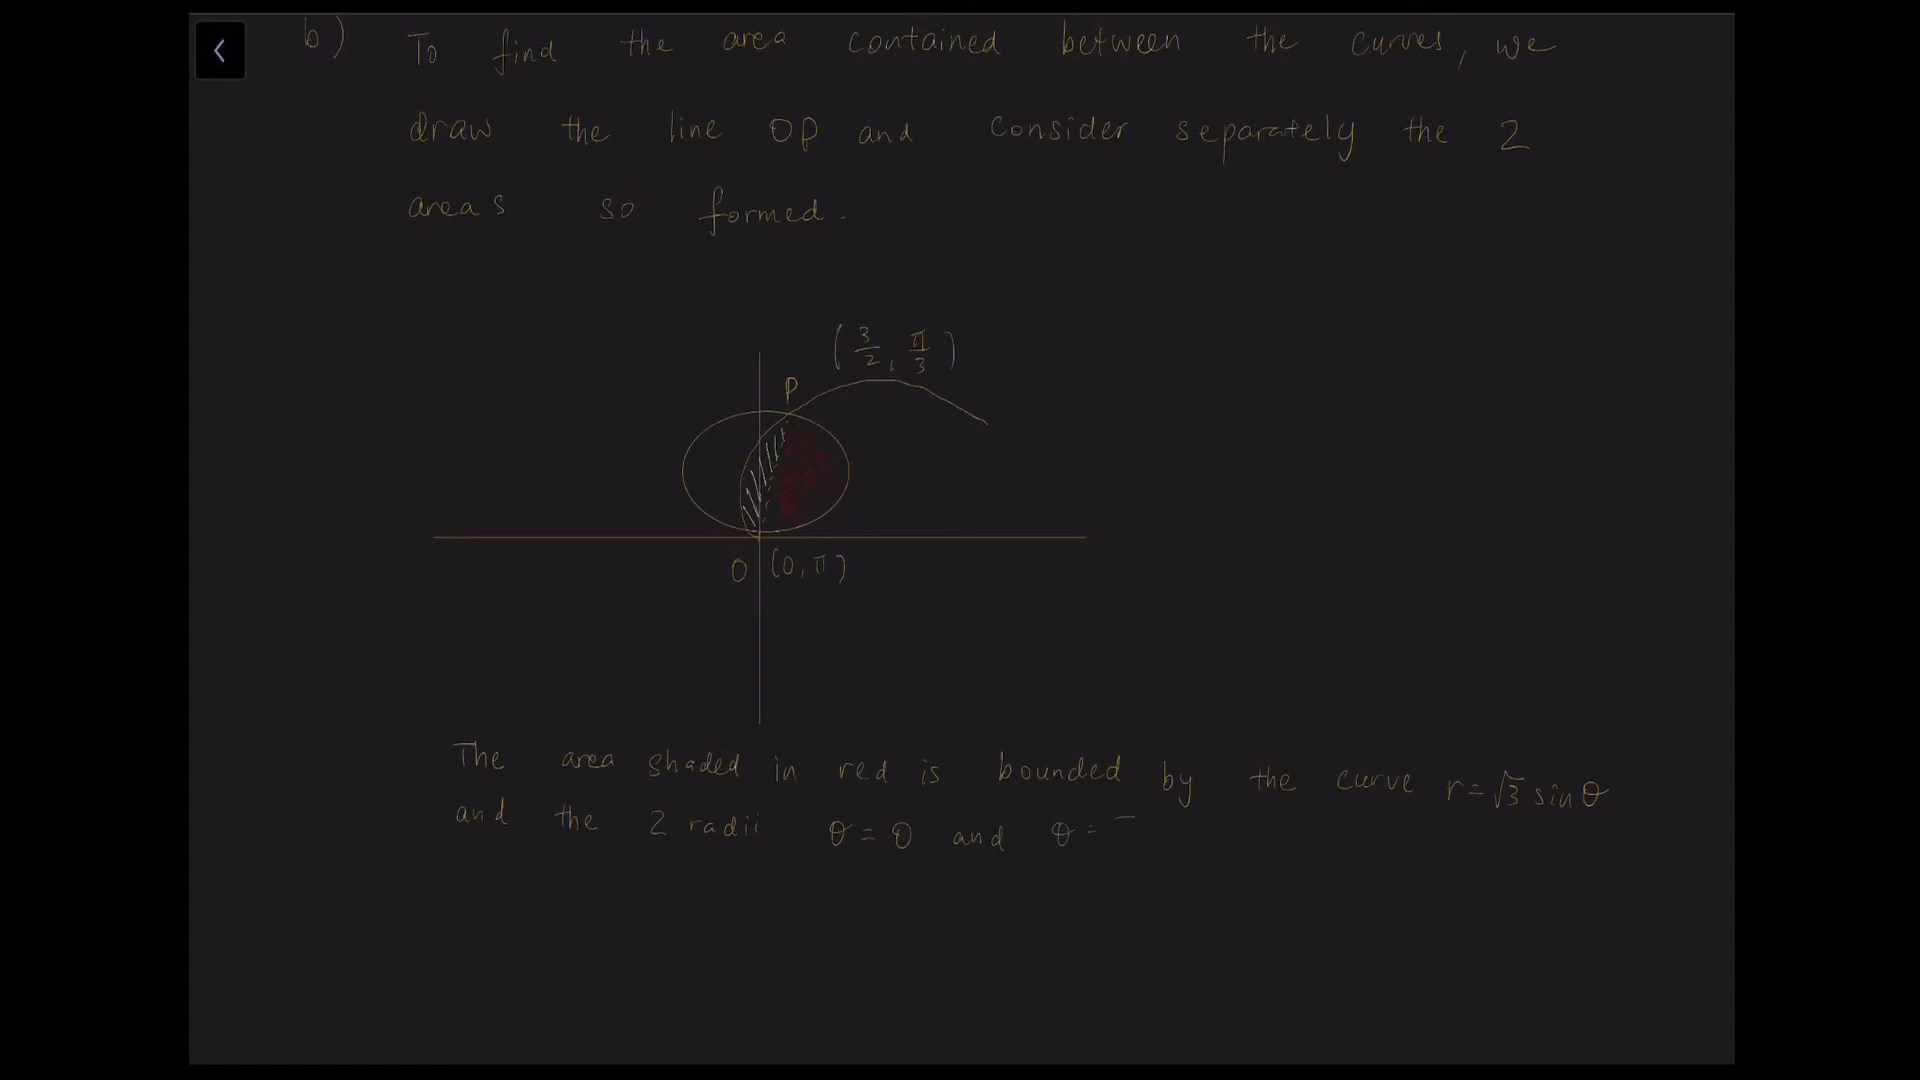 b) To find the area contained between the curves, we
draw the line OP and consider separately the 2
areas so formed.
(3/2, π/3)
P
O (0, π)
The area shaded in red is bounded by the curve r = √3 sin θ
and the 2 radii θ = 0 and θ =